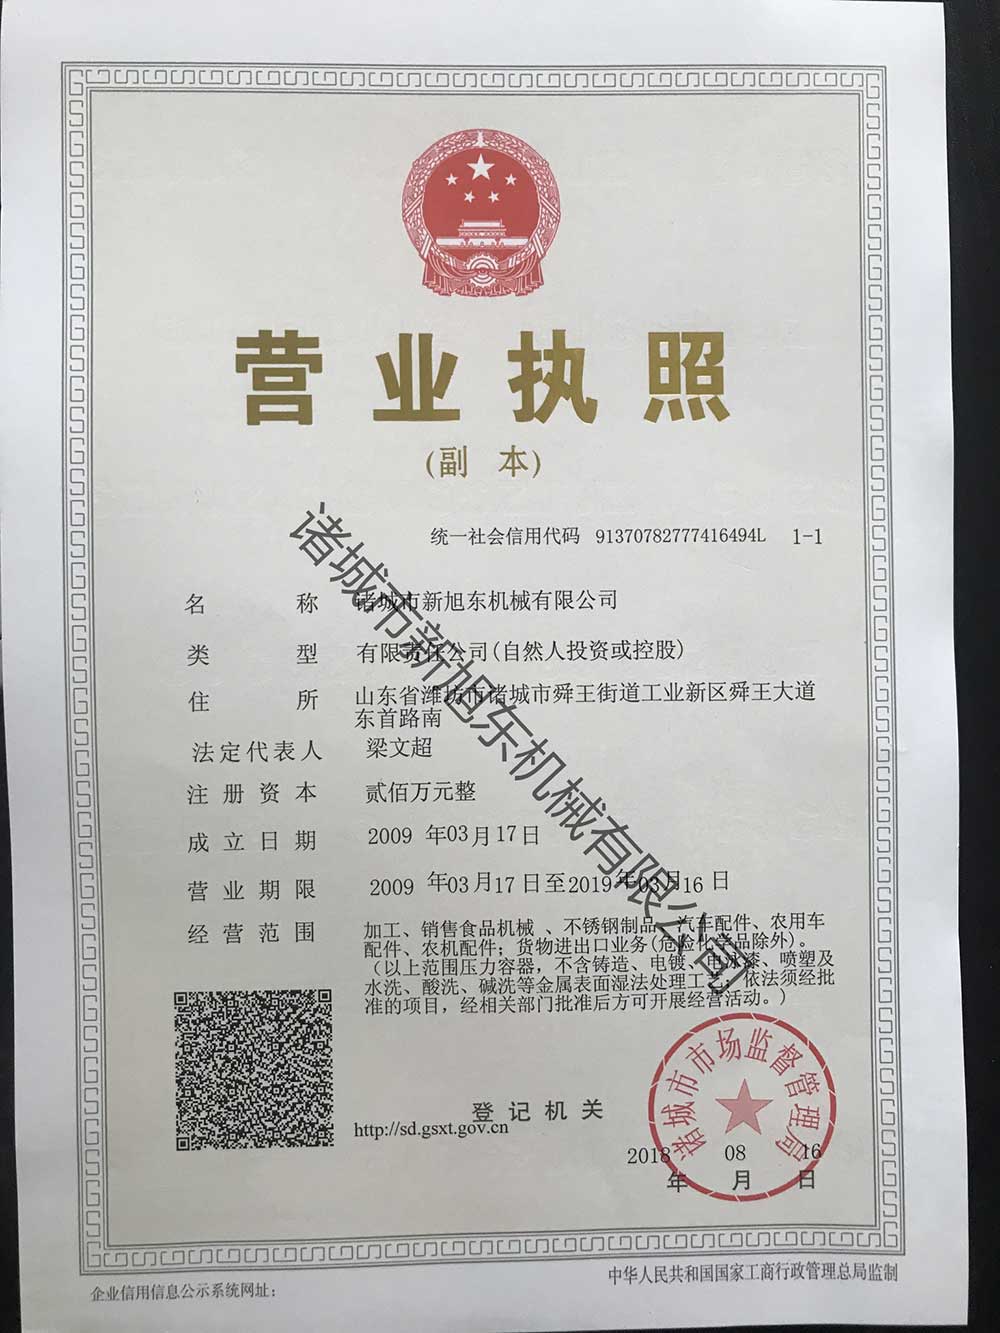 营业执照
(副 本)
统一社会信用代码 91370782777416494L 1-1
名称 诸城市新旭东机械有限公司
类型 有限责任公司(自然人投资或控股)
住所 山东省潍坊市诸城市舜王街道工业新区舜王大道
东首路南
法定代表人 梁文超
注册资本 贰佰万元整
成立日期 2009 年03月17日
营业期限 2009 年03月17日至2019年03月16日
经营范围 加工、销售食品机械 、不锈钢制品、汽车配件、农用车
配件、农机配件；货物进出口业务(危险化学品除外)。
（以上范围压力容器，不含铸造、电镀、电泳漆、喷塑及
水洗、酸洗、碱洗等金属表面湿法处理工艺，依法须经批
准的项目，经相关部门批准后方可开展经营活动。）
诸城市新旭东机械有限公司
诸城市市场监督管理局
登记机关
http://sd.gsxt.gov.cn
2018 08 16
年 月 日
企业信用信息公示系统网址：
中华人民共和国国家工商行政管理总局监制